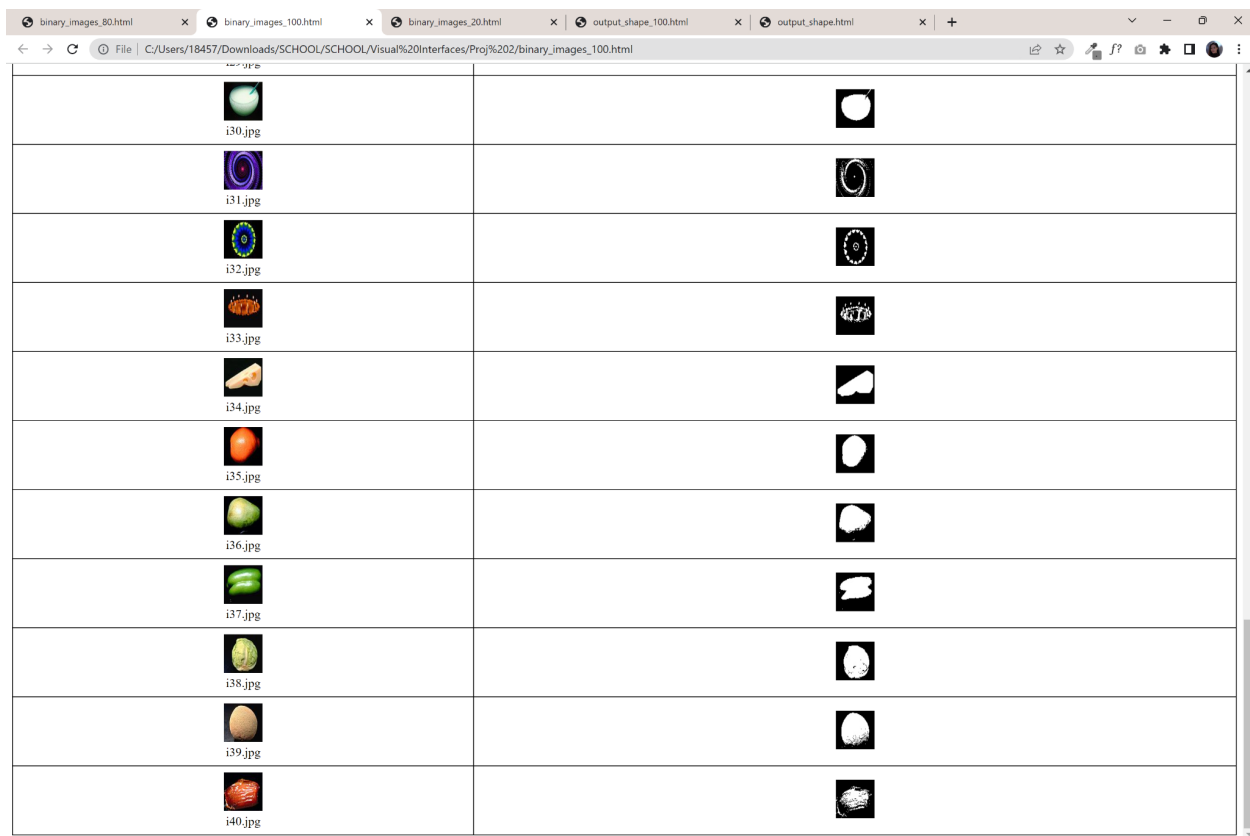 binary_images_80.html
binary_images_100.html
binary_images_20.html
output_shape_100.html
output_shape.html
File C:/Users/18457/Downloads/SCHOOL/SCHOOL/Visual%20Interfaces/Proj%202/binary_images_100.html
f?
i29.jpg
i30.jpg
i31.jpg
i32.jpg
i33.jpg
i34.jpg
i35.jpg
i36.jpg
i37.jpg
i38.jpg
i39.jpg
i40.jpg